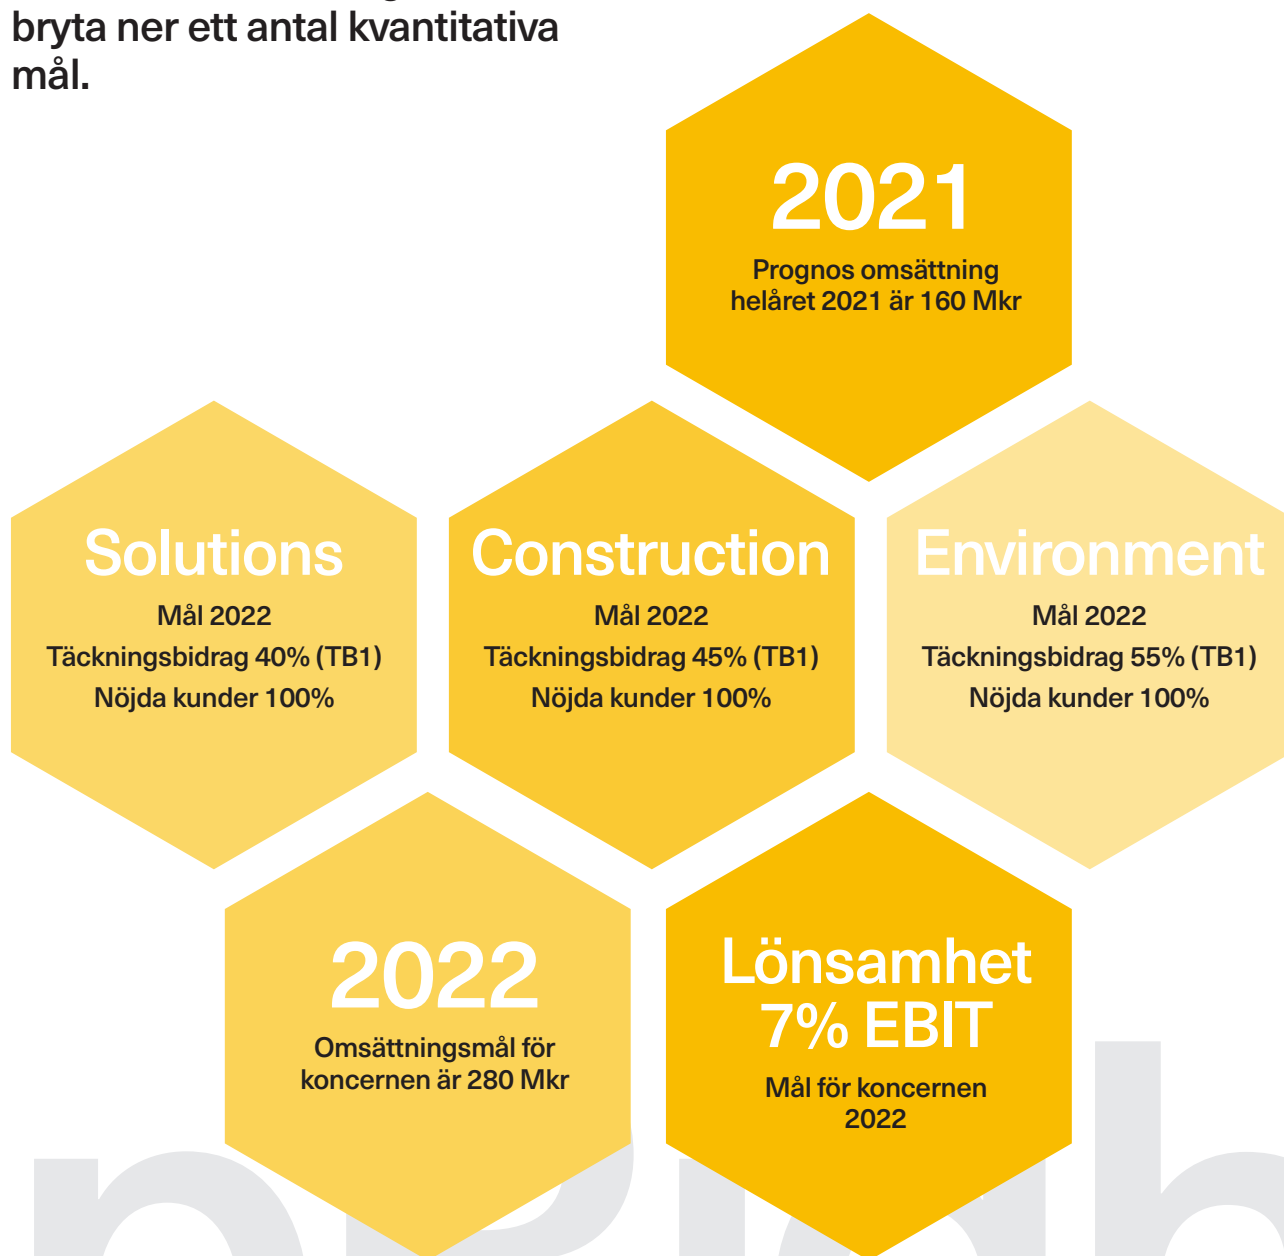 bryta ner ett antal kvantitativa
mål.
2021
Prognos omsättning
helåret 2021 är 160 Mkr
Solutions
Mål 2022
Täckningsbidrag 40% (TB1)
Nöjda kunder 100%
Construction
Mål 2022
Täckningsbidrag 45% (TB1)
Nöjda kunder 100%
Environment
Mål 2022
Täckningsbidrag 55% (TB1)
Nöjda kunder 100%
2022
Omsättningsmål för
koncernen är 280 Mkr
Lönsamhet
7% EBIT
Mål för koncernen
2022